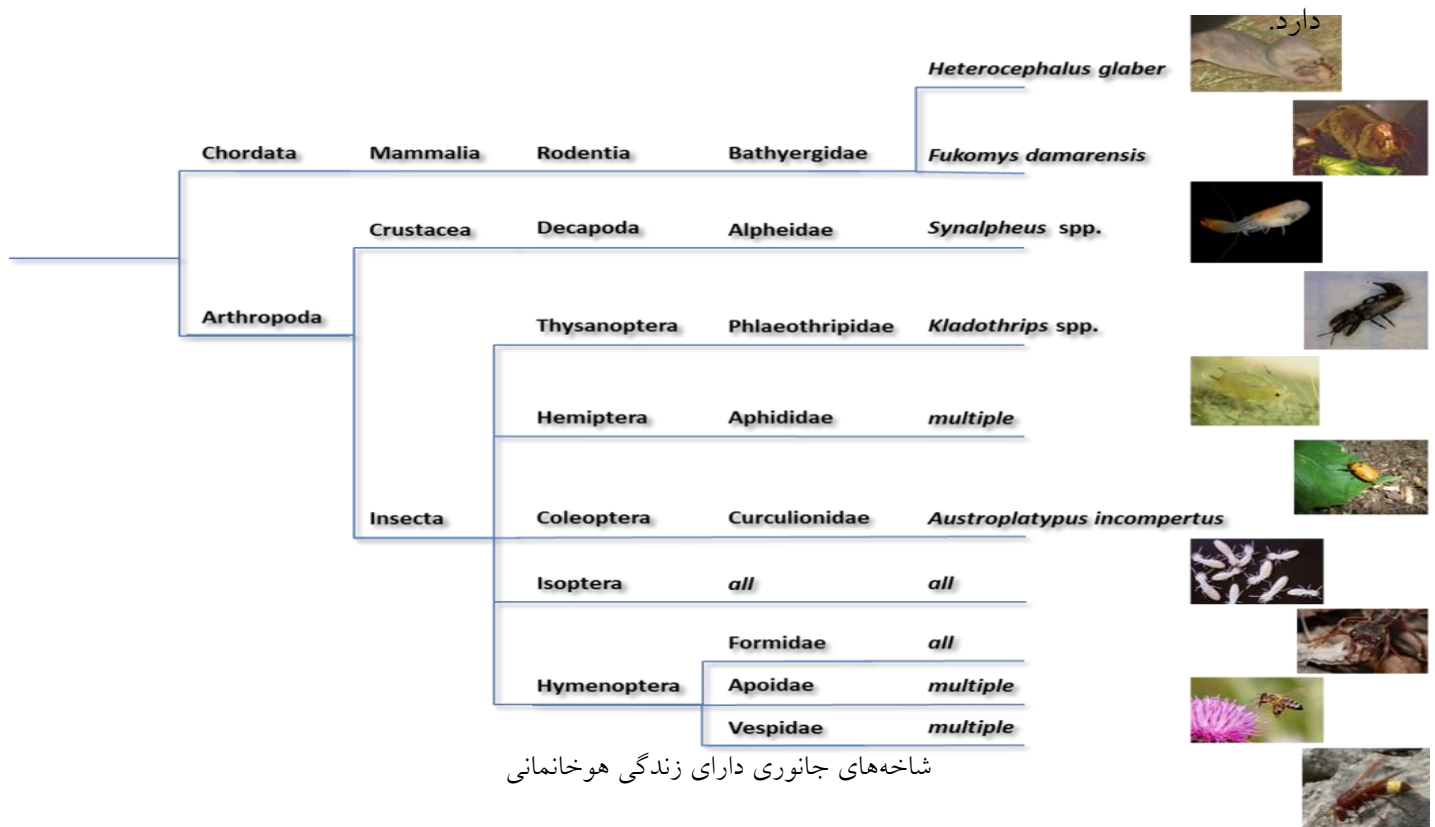 دارد.
Heterocephalus glaber
Chordata Mammalia Rodentia Bathyergidae Fukomys damarensis
Crustacea Decapoda Alpheidae Synalpheus spp.
Arthropoda
Thysanoptera Phlaeothripidae Kladothrips spp.
Hemiptera Aphididae multiple
Insecta Coleoptera Curculionidae Austroplatypus incompertus
Isoptera all all
Formidae all
Hymenoptera Apoidae multiple
Vespidae multiple
شاخه‌های جانوری دارای زندگی هوخانمانی